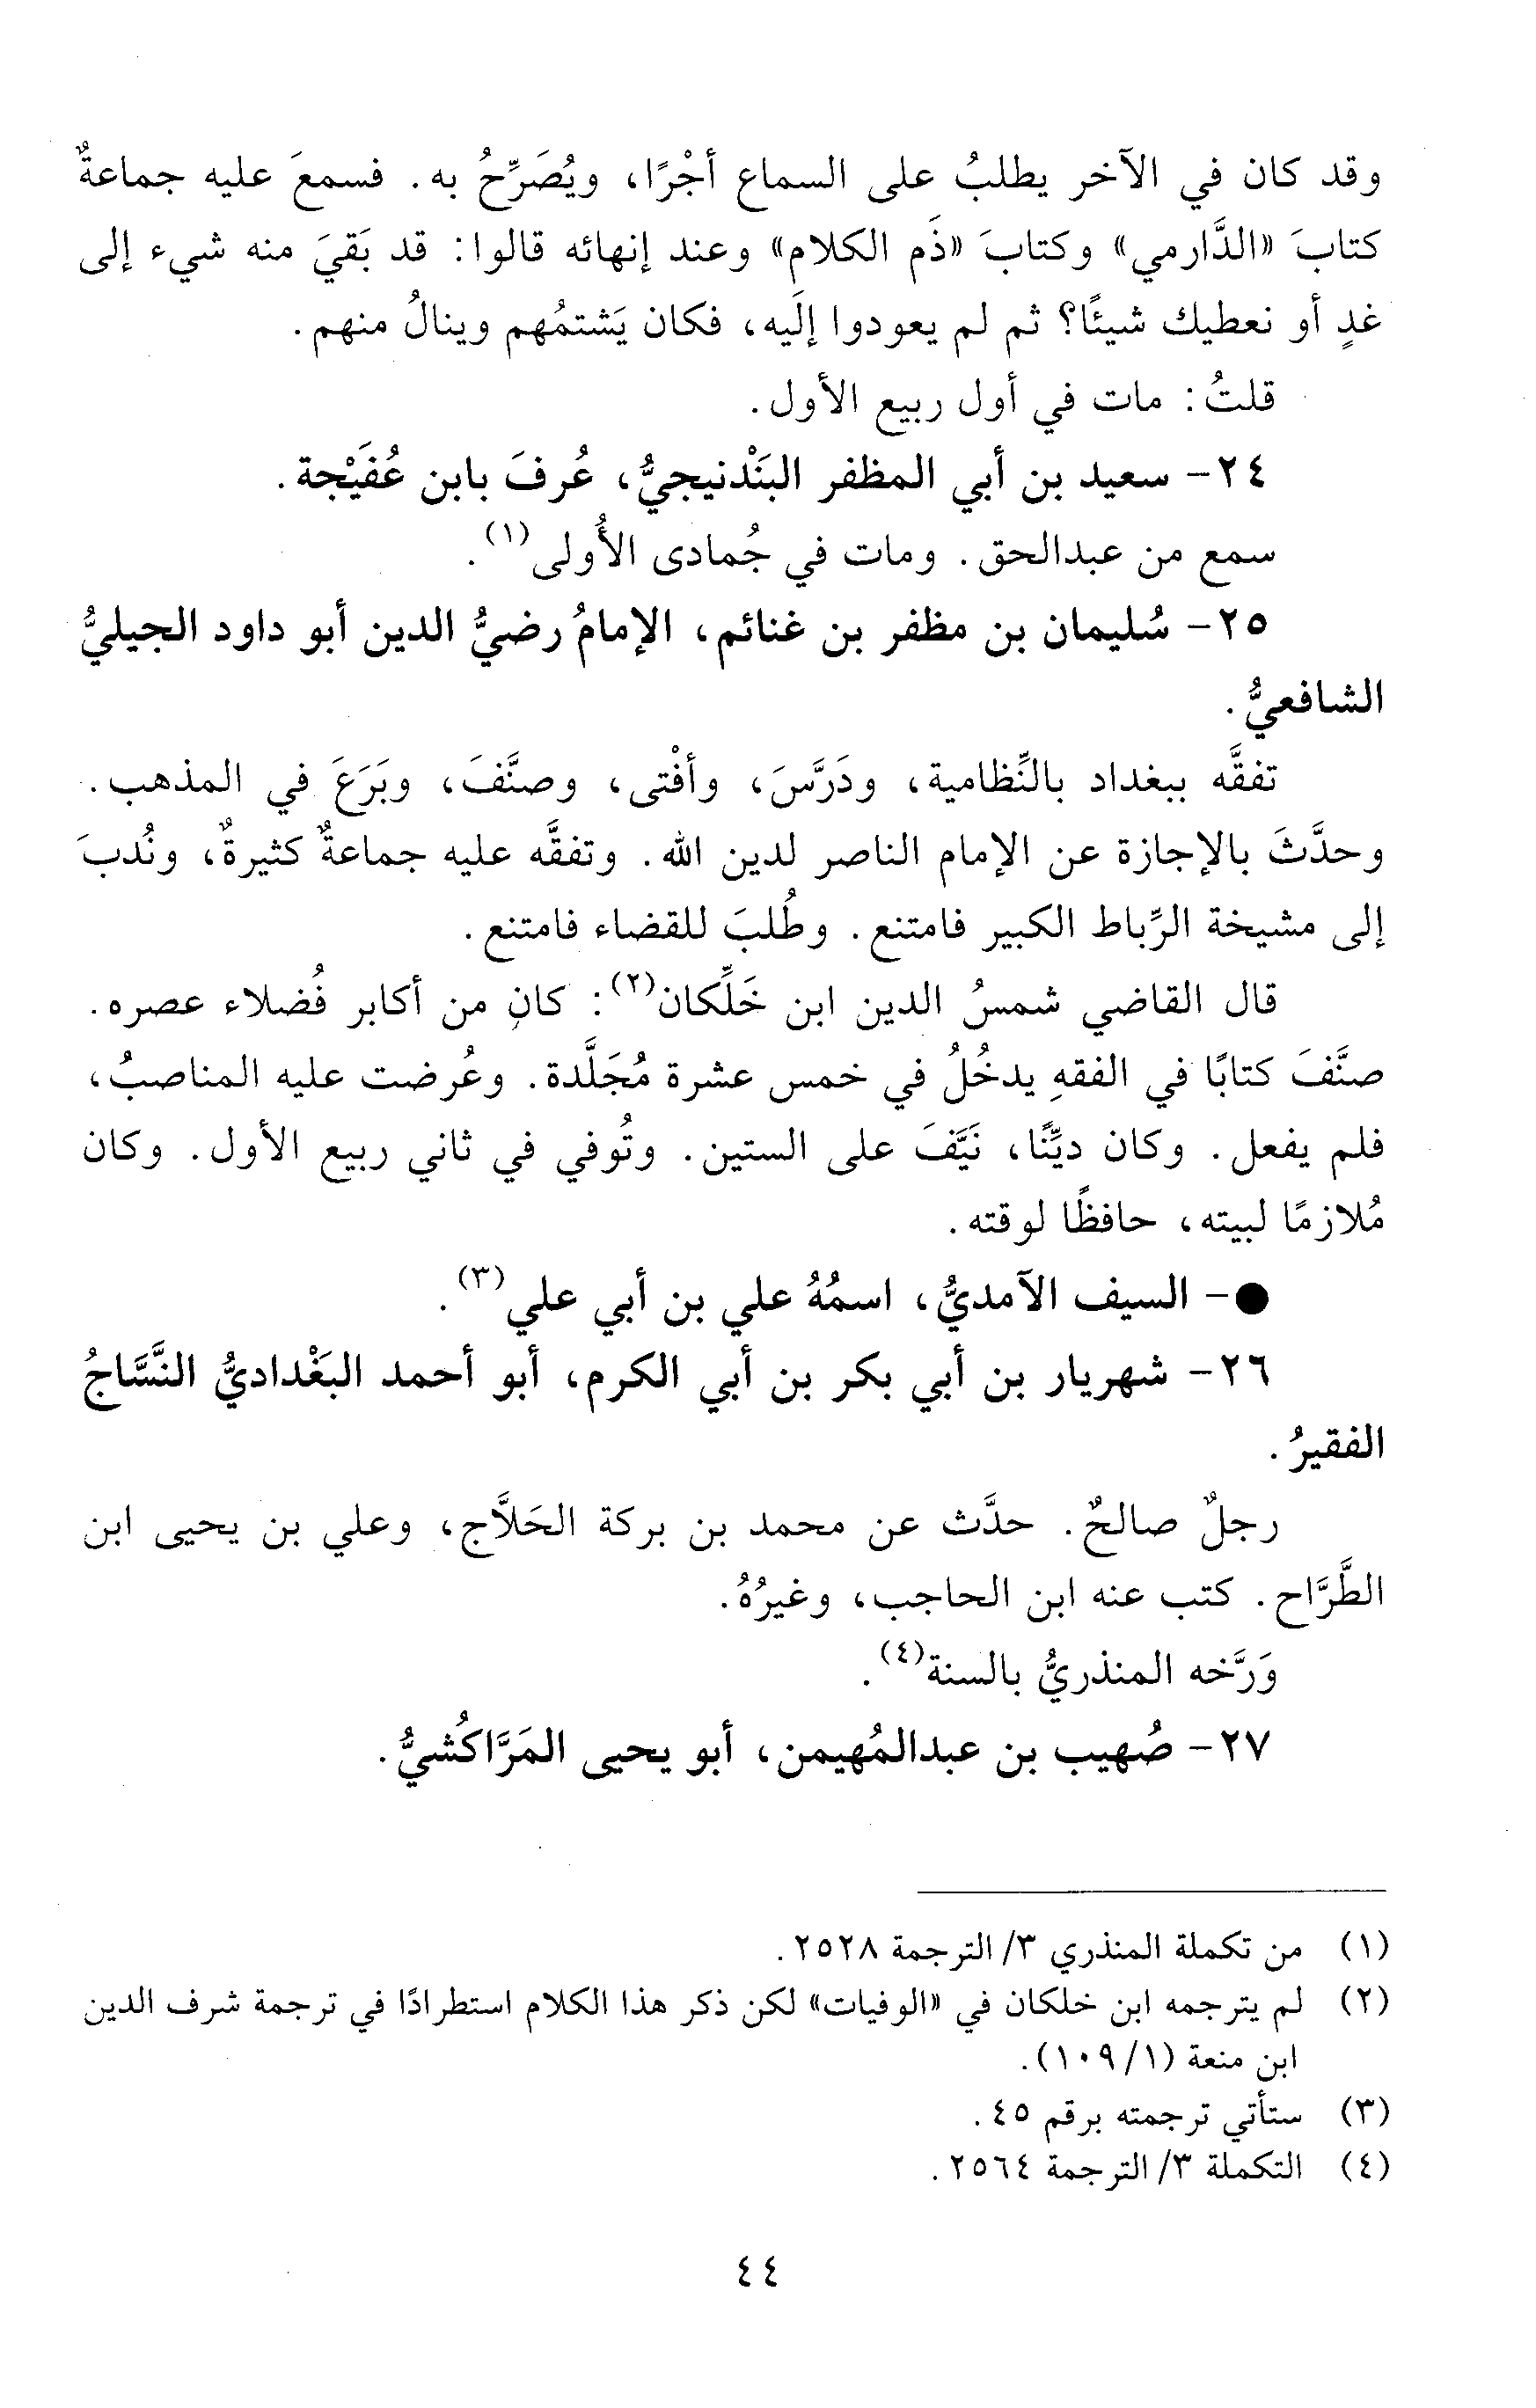 وقد كان في الآخر يطلبُ على السماع أجْرًا، ويُصَرِّحُ به. فسمعَ عليه جماعةٌ
كتابَ «الدَّارمي» وكتابَ «ذَم الكلام» وعند إنهائه قالوا: قد بَقيَ منه شيء إلى
غدٍ أو نعطيك شيئًا؟ ثم لم يعودوا إلَيه، فكان يَشتمُهم وينالُ منهم.
قلتُ: مات في أول ربيع الأول.
٢٤- سعيد بن أبي المظفر البَنْدنيجيُّ، عُرفَ بابن عُفَيْجة.
سمع من عبدالحق. ومات في جُمادى الأُولى(١).
٢٥- سُليمان بن مظفر بن غنائم، الإمامُ رضيُّ الدين أبو داود الجيليُّ
الشافعيُّ.
تفقَّه ببغداد بالنِّظامية، ودَرَّسَ، وأفْتى، وصنَّفَ، وبَرَعَ في المذهب.
وحدَّثَ بالإجازة عن الإمام الناصر لدين الله. وتفقَّه عليه جماعةٌ كثيرةٌ، ونُدبَ
إلى مشيخة الرِّباط الكبير فامتنع. وطُلبَ للقضاء فامتنع.
قال القاضي شمسُ الدين ابن خَلِّكان(٢): كان من أكابر فُضلاء عصره.
صنَّفَ كتابًا في الفقهِ يدخُلُ في خمس عشرة مُجَلَّدة. وعُرضت عليه المناصبُ،
فلم يفعل. وكان ديِّنًا، نَيَّفَ على الستين. وتُوفي في ثاني ربيع الأول. وكان
مُلازمًا لبيته، حافظًا لوقته.
●- السيف الآمديُّ، اسمُهُ علي بن أبي علي(٣).
٢٦- شهريار بن أبي بكر بن أبي الكرم، أبو أحمد البَغْداديُّ النَّسَّاجُ
الفقيرُ.
رجلٌ صالحٌ. حدَّث عن محمد بن بركة الحَلاَّج، وعلي بن يحيى ابن
الطَّرَّاح. كتب عنه ابن الحاجب، وغيرُهُ.
وَرَّخه المنذريُّ بالسنة(٤).
٢٧- صُهيب بن عبدالمُهيمن، أبو يحيى المَرَّاكُشيُّ.
(١) من تكملة المنذري ٣/ الترجمة ٢٥٢٨.
(٢) لم يترجمه ابن خلكان في «الوفيات» لكن ذكر هذا الكلام استطرادًا في ترجمة شرف الدين
ابن منعة (١/ ١٠٩).
(٣) ستأتي ترجمته برقم ٤٥.
(٤) التكملة ٣/ الترجمة ٢٥٦٤.
٤٤